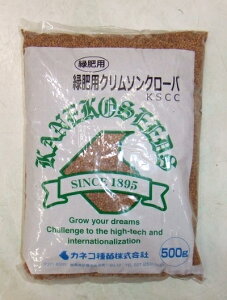 緑肥用
緑肥用クリムソンクローバ
KSCC
KANEKO SEEDS
SINCE 1895
Grow your dreams
Challenge to the high-tech and
internationalization
カネコ種苗株式会社
500g